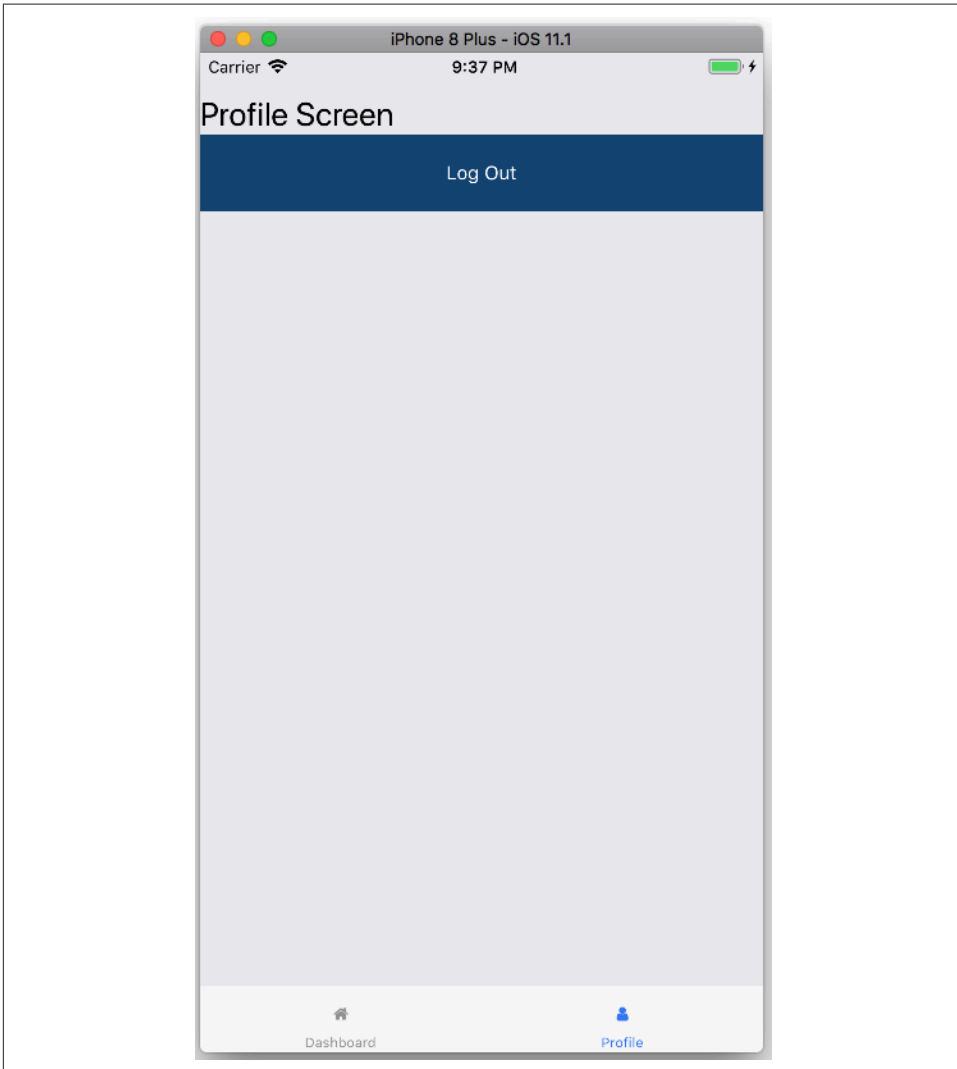 iPhone 8 Plus - iOS 11.1
Carrier 9:37 PM
Profile Screen
Log Out
Dashboard Profile